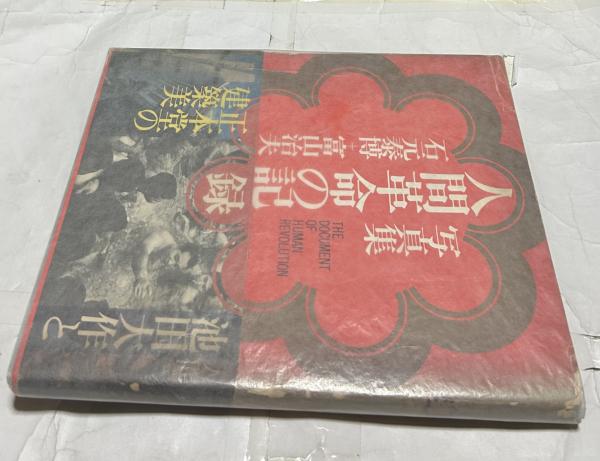 写真集
人間革命の記録
THE
DOCUMENT
OF
HUMAN
REVOLUTION
石元泰博+富山治夫
池田大作と
正本堂の
建築美